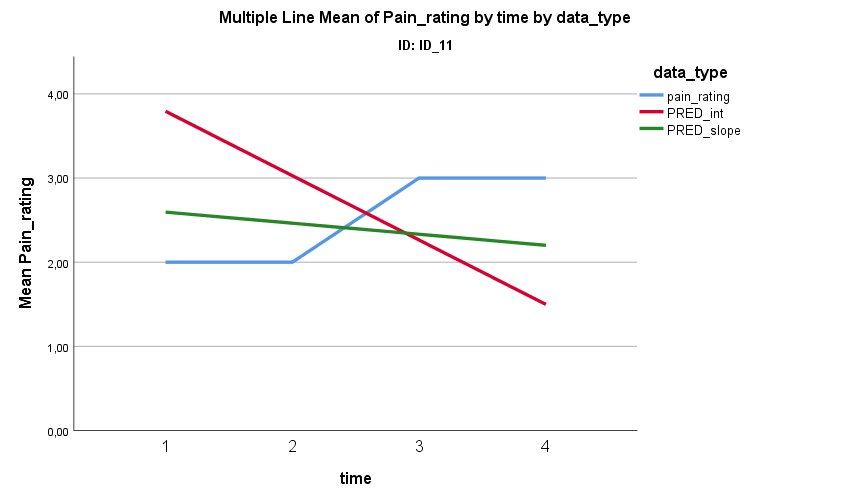 Multiple Line Mean of Pain_rating by time by data_type
ID: ID_11
data_type
pain_rating
PRED_int
PRED_slope
Mean Pain_rating
4,00
3,00
2,00
1,00
0,00
1 2 3 4
time